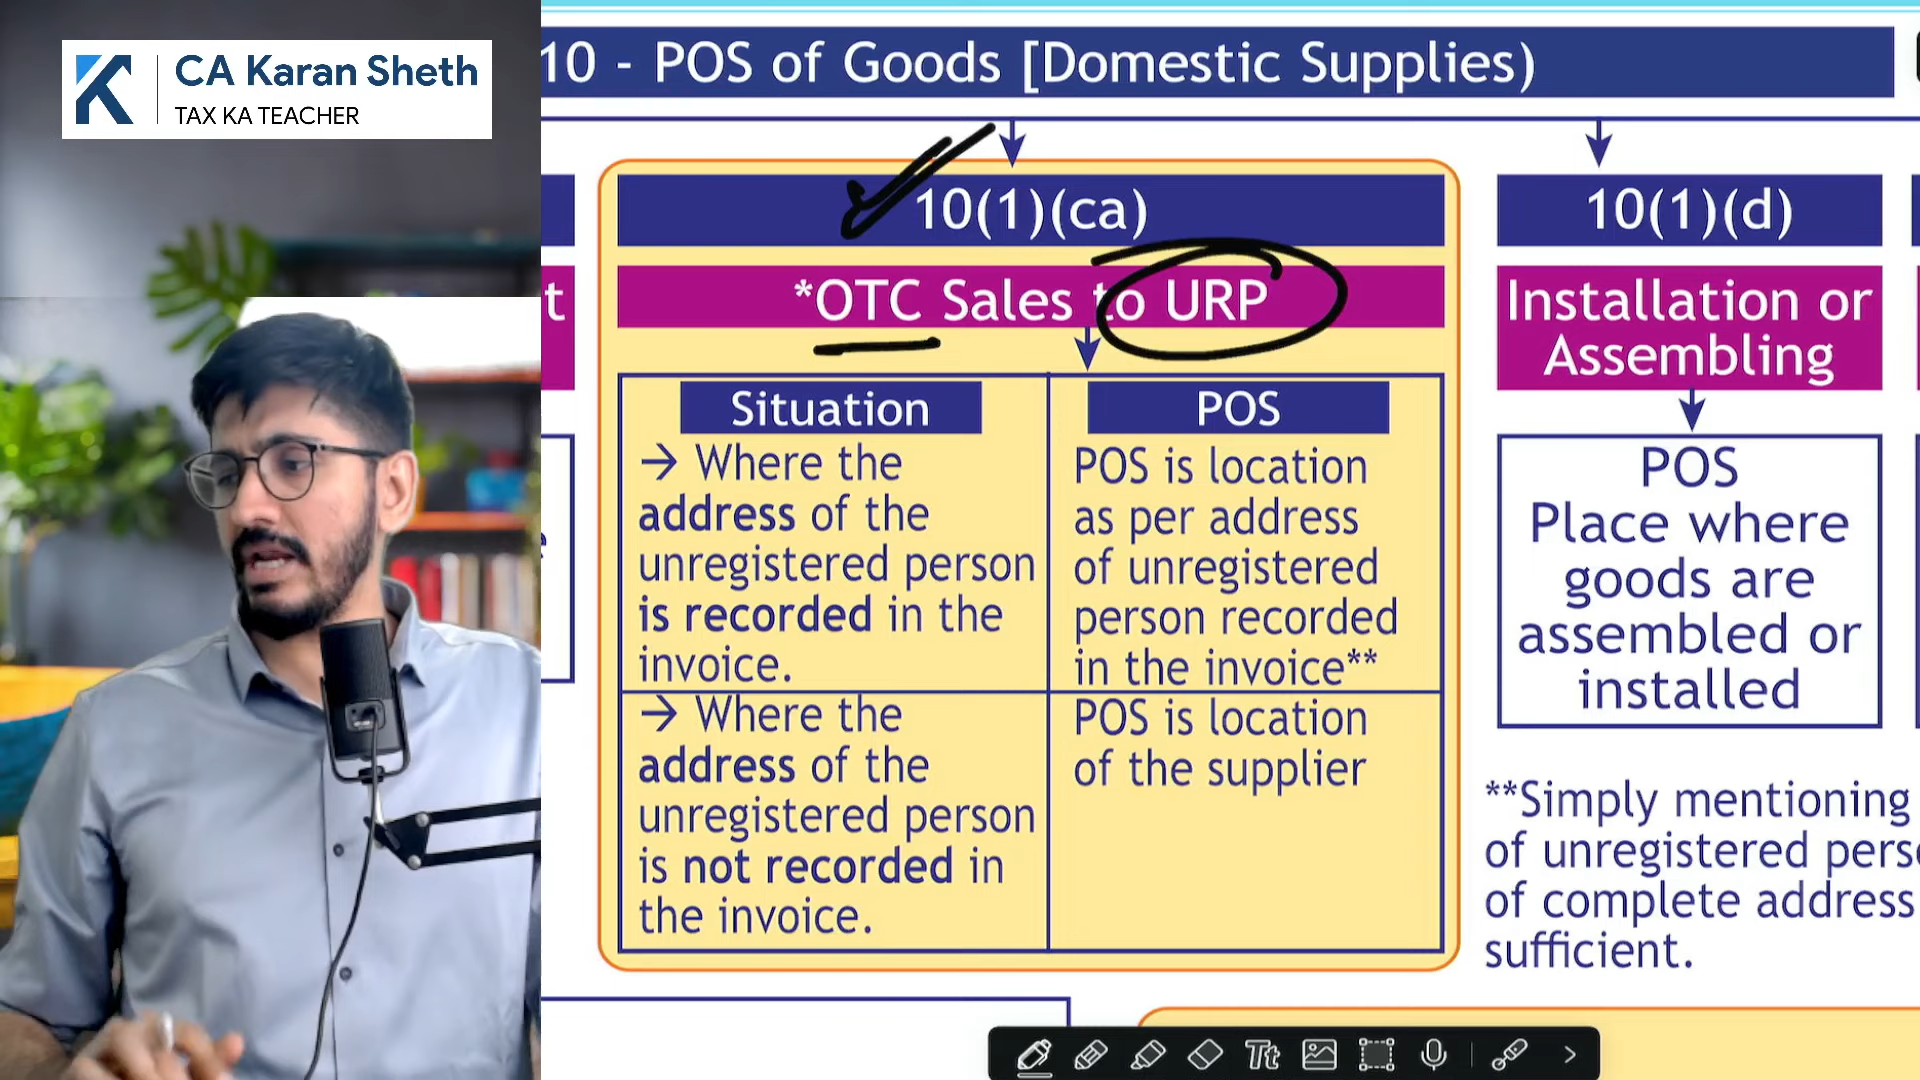 CA Karan Sheth
TAX KA TEACHER
10 - POS of Goods [Domestic Supplies)
10(1)(ca)
*OTC Sales to URP
Situation
→ Where the
address of the
unregistered person
is recorded in the
invoice.
POS
POS is location
as per address
of unregistered
person recorded
in the invoice**
→ Where the
address of the
unregistered person
is not recorded in
the invoice.
POS is location
of the supplier
10(1)(d)
Installation or
Assembling
POS
Place where
goods are
assembled or
installed
**Simply mentioning
of unregistered
of complete address
sufficient.
t
Tt